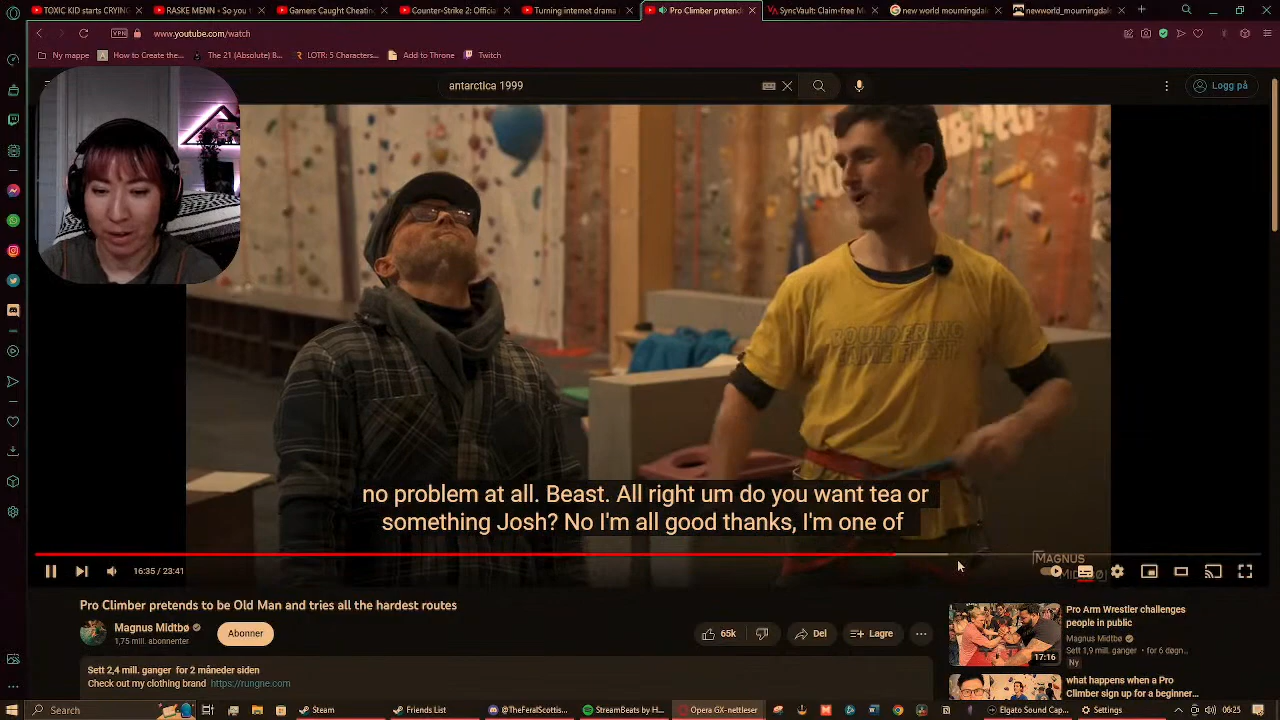 TOXIC KID starts CRYING
RASKE MENN • So you
Gamers Caught Cheatin
Counter-Strike 2: Offici
Turning internet drama
Pro Climber pretend
SyncVault: Claim+free M
new world mourningdal
newworld_mourningdal
VPN
www.youtube.com/watch
Ny mappe
How to Create the...
The 21 (Absolute) B...
LOTR: 5 Characters...
Add to Throne
Twitch
antarctica 1999
Logg på
no problem at all. Beast. All right um do you want tea or
something Josh? No I'm all good thanks, I'm one of
16:35 / 23:41
MAGNUS
Pro Climber pretends to be Old Man and tries all the hardest routes
Magnus Midtbø
1,75 mill. abonnenter
Abonner
65k
Del
Lagre
Sett 2,4 mill. ganger for 2 måneder siden
Check out my clothing brand https://rungne.com
Pro Arm Wrestler challenges
people in public
Magnus Midtbø
Sett 1,9 mill. ganger • for 6 døgn...
Ny
17:16
what happens when a Pro
Climber sign up for a beginner...
Search
Steam
Friends List
@TheFeralScottis...
StreamBeats by H...
Opera GX-nettleser
Elgato Sound Cap...
Settings
06:23